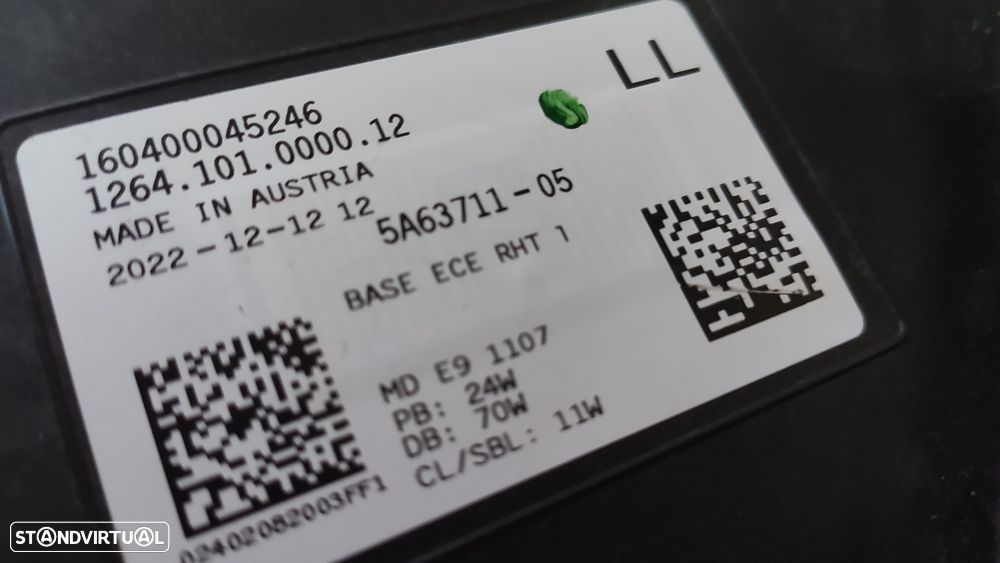 LL
160400045246
1264.101.0000.12
MADE IN AUSTRIA
2022-12-12 12
5A63711-05
BASE ECE RHT 1
MD E9 1107
PB: 24W
DB: 70W
CL/SBL: 11W
02402082003FF1
STANDVIRTUAL